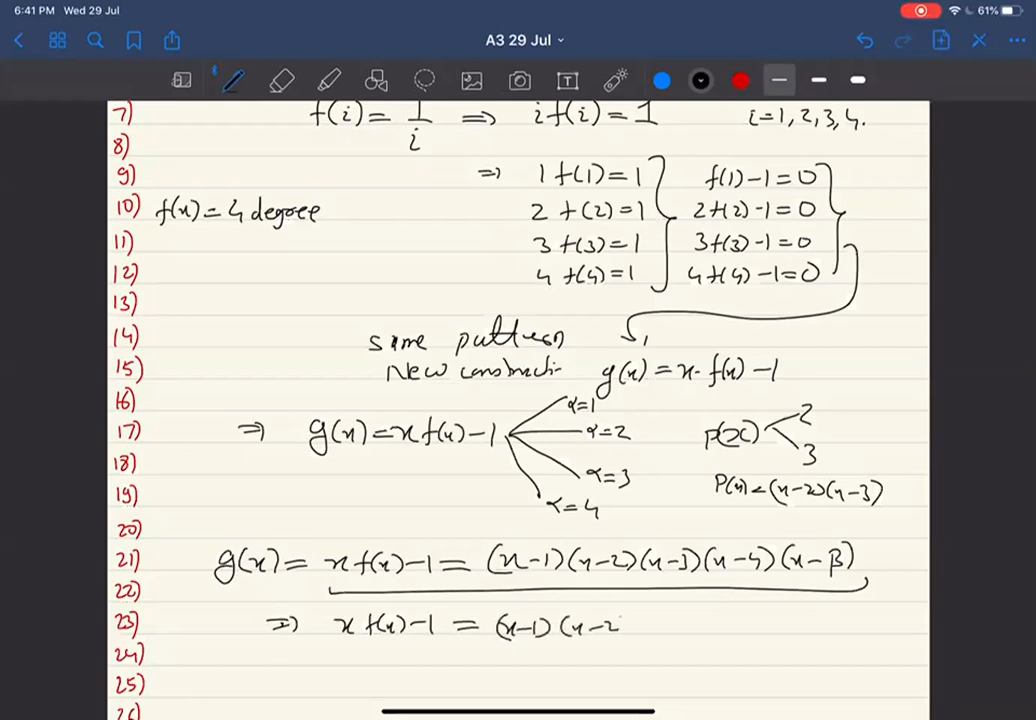 6:41 PM Wed 29 Jul
61%
A3 29 Jul
7) f(i) = 1/i ⟹ i f(i) = 1 i=1, 2, 3, 4.
8)
9) ⇒ 1 f(1) = 1 f(1) - 1 = 0
10) f(x) = 4 degree 2 f(2) = 1 2f(2) - 1 = 0
11) 3 f(3) = 1 3f(3) - 1 = 0
12) 4 f(4) = 1 4f(4) - 1 = 0
13)
14) same pattern
15) New constructi g(x) = x. f(x) - 1
16) α=1
17) ⇒ g(x) = x f(x) - 1 α=2 P(x) 2
18) α=3 3
19) α=4 P(x) = (x-2)(x-3)
20)
21) g(x) = x f(x) - 1 = (x-1)(x-2)(x-3)(x-4)(x-β)
22)
23) ⇒ x f(x) - 1 = (x-1)(x-2
24)
25)
26)